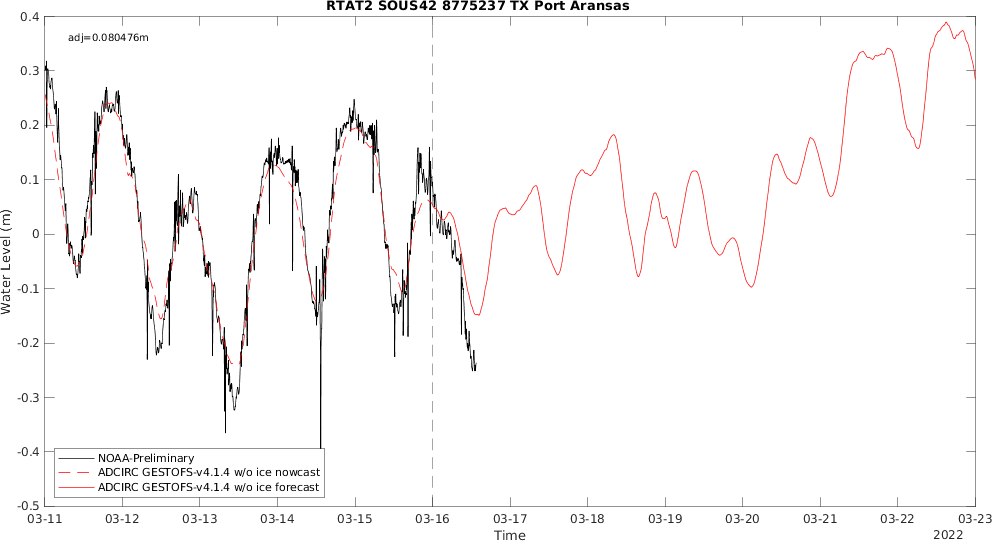 RTAT2 SOUS42 8775237 TX Port Aransas
adj=0.080476m
0.4
0.3
0.2
0.1
0
-0.1
-0.2
-0.3
-0.4
-0.5
Water Level (m)
NOAA-Preliminary
ADCIRC GESTOFS-v4.1.4 w/o ice nowcast
ADCIRC GESTOFS-v4.1.4 w/o ice forecast
03-11 03-12 03-13 03-14 03-15 03-16 03-17 03-18 03-19 03-20 03-21 03-22 03-23
Time
2022